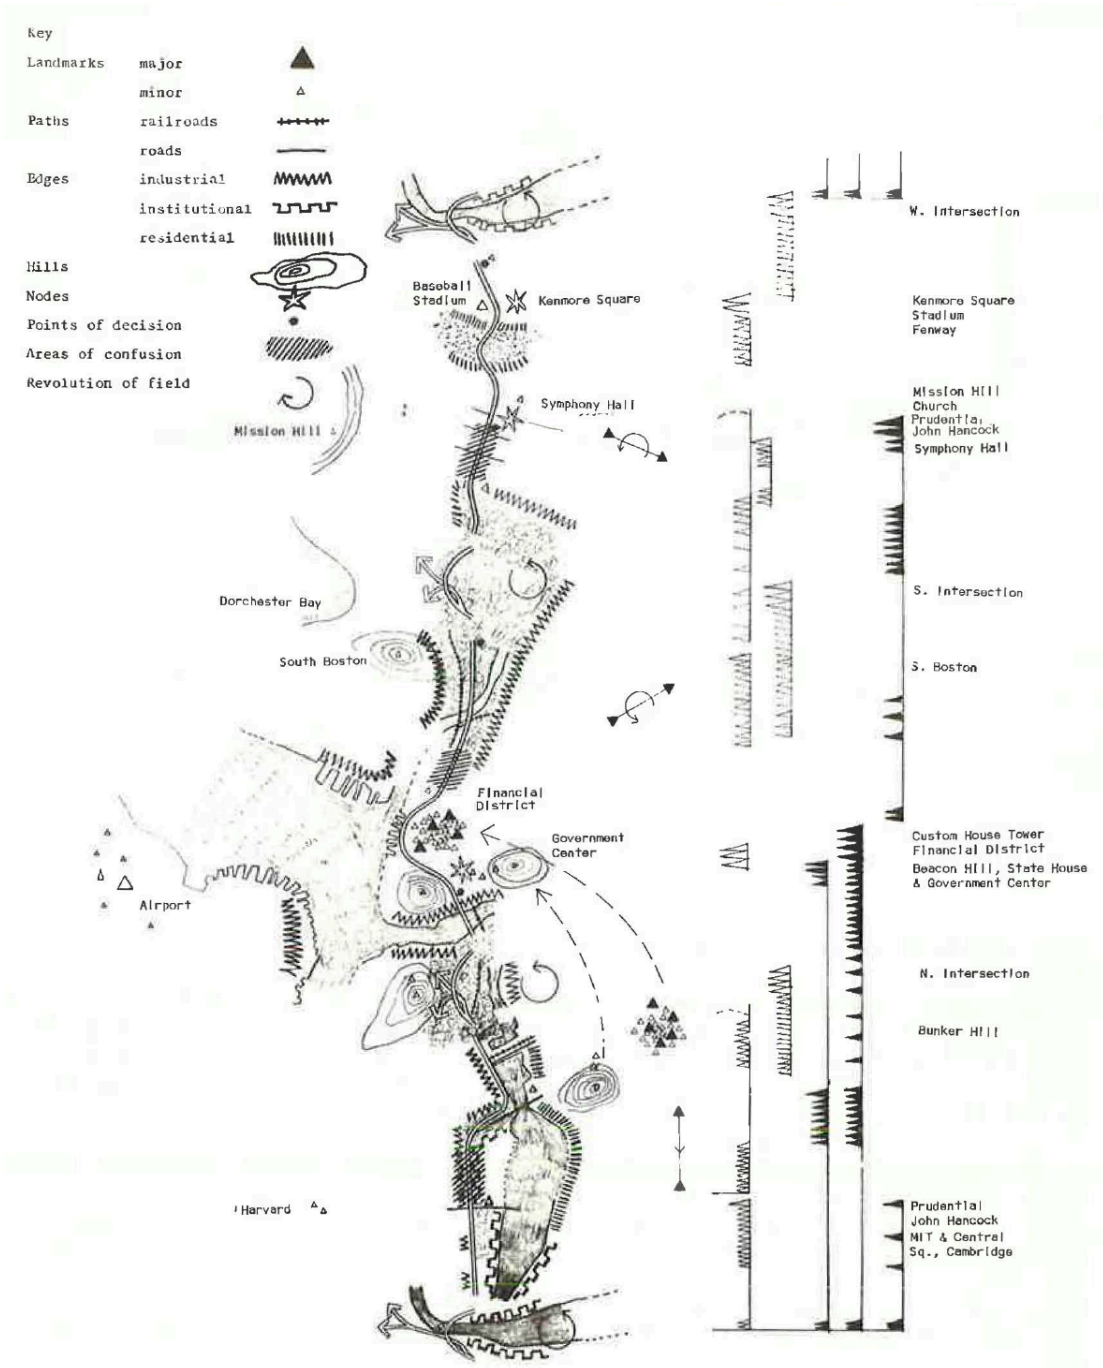 Key
Landmarks major
minor
Paths railroads
roads
Edges industrial
institutional
residential
Hills
Nodes
Points of decision
Areas of confusion
Revolution of field
Mission Hill
Baseball
Stadium
Kenmore Square
Symphony Hall
Dorchester Bay
South Boston
Financial
District
Government
Center
Airport
Harvard
W. Intersection
Kenmore Square
Stadium
Fenway
Mission Hill
Church
Prudential
John Hancock
Symphony Hall
S. Intersection
S. Boston
Custom House Tower
Financial District
Beacon Hill, State House
& Government Center
N. Intersection
Bunker Hill
Prudential
John Hancock
MIT & Central
Sq., Cambridge